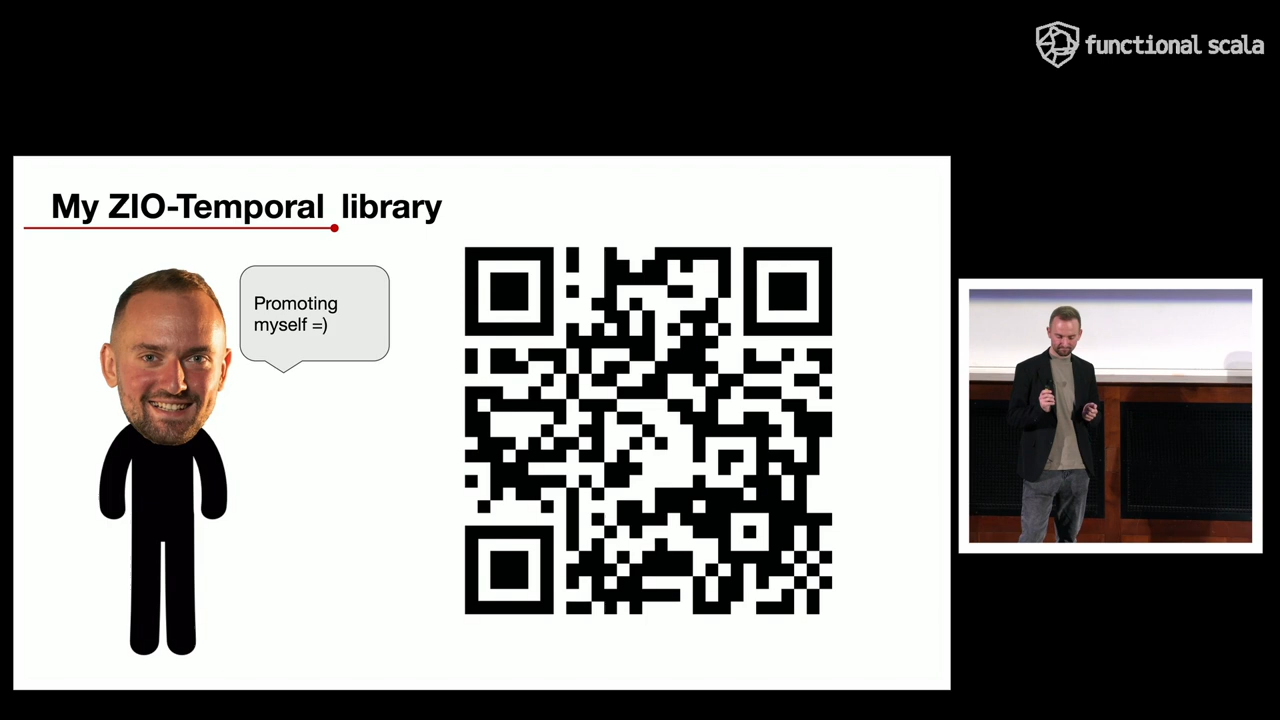 functional scala
My ZIO-Temporal library
Promoting
myself =)